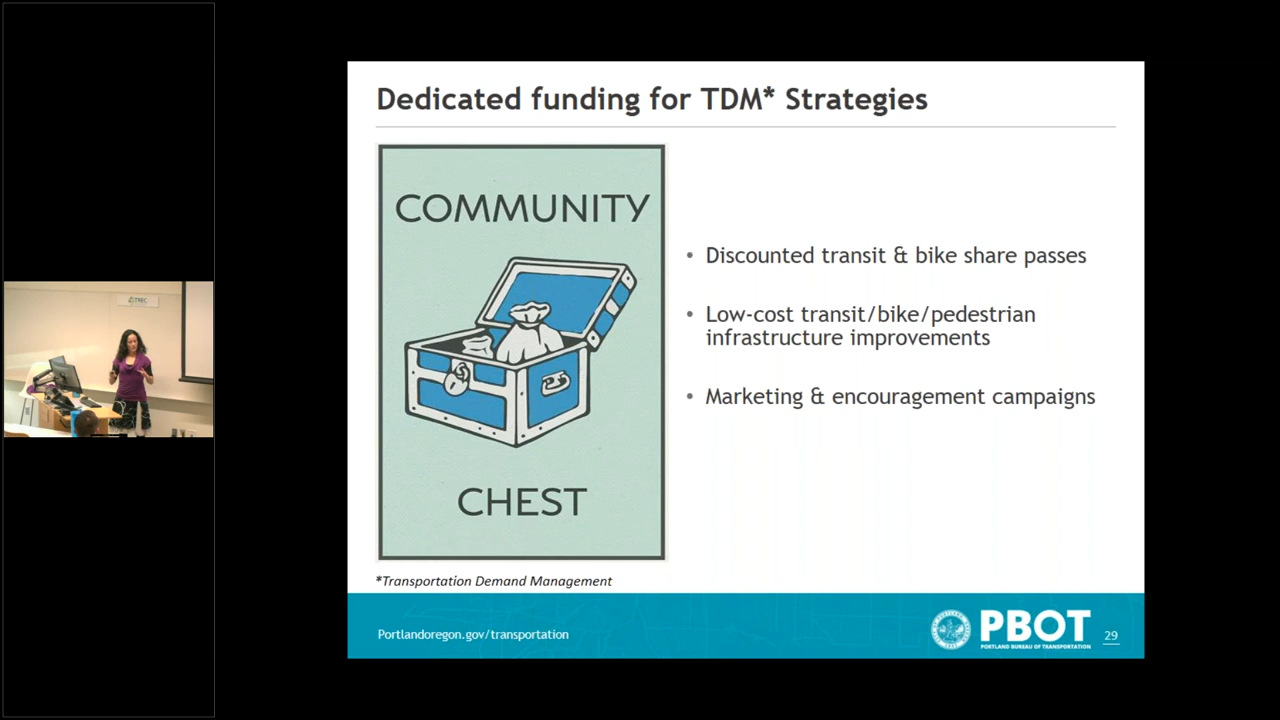 Dedicated funding for TDM* Strategies
COMMUNITY
CHEST
• Discounted transit & bike share passes
• Low-cost transit/bike/pedestrian
infrastructure improvements
• Marketing & encouragement campaigns
*Transportation Demand Management
Portlandoregon.gov/transportation
PBOT
PORTLAND BUREAU OF TRANSPORTATION
29
TREC